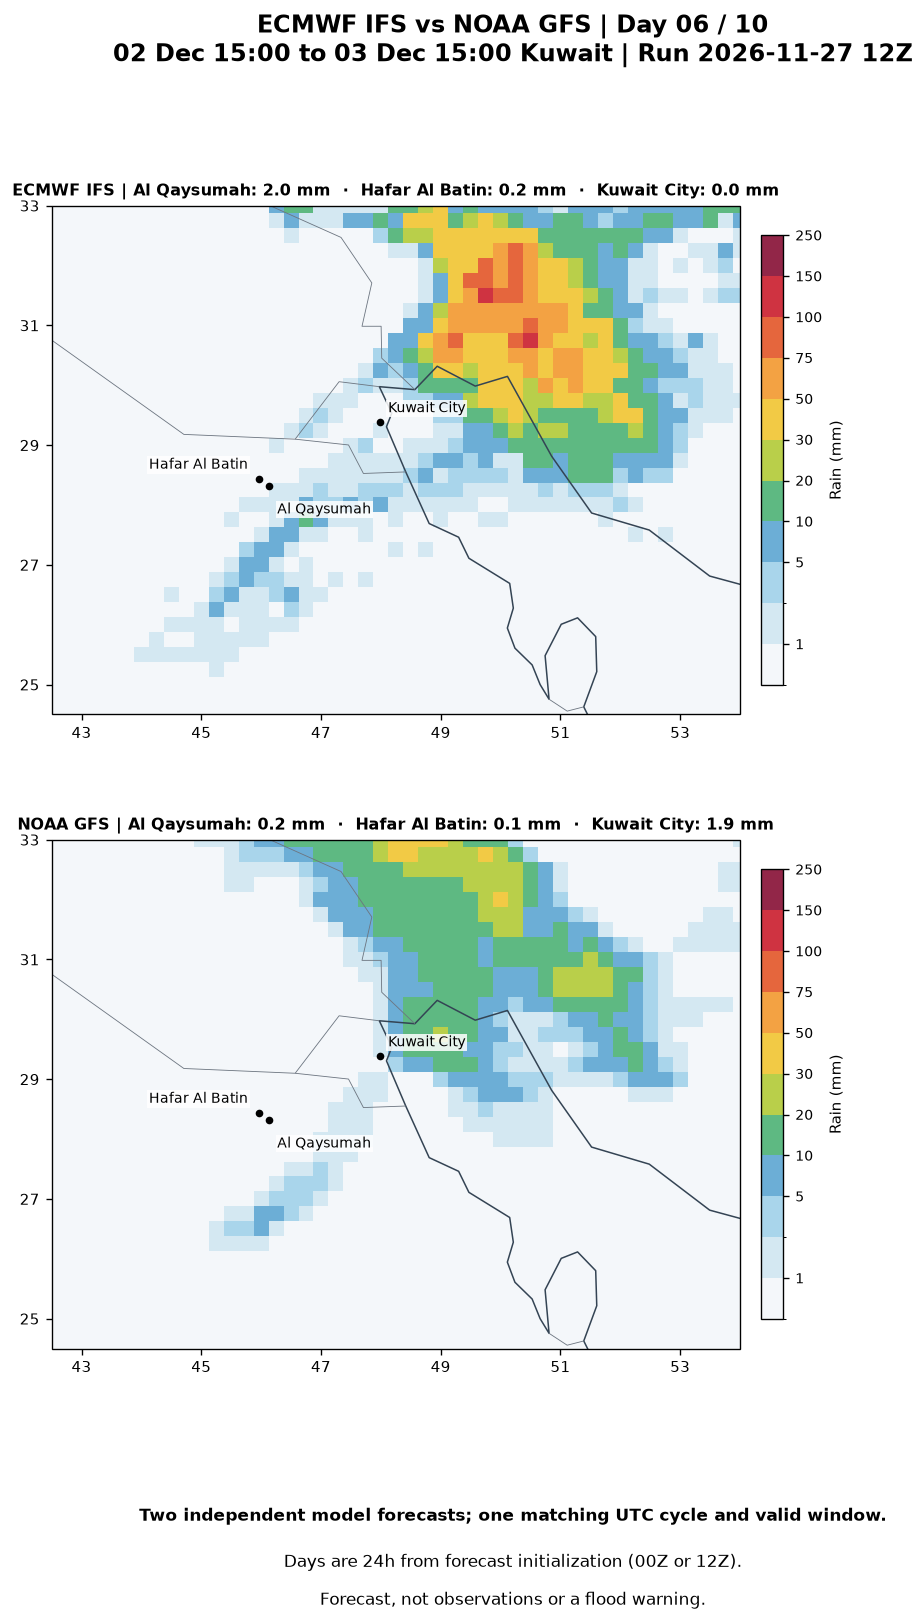 ECMWF IFS vs NOAA GFS | Day 06 / 10
02 Dec 15:00 to 03 Dec 15:00 Kuwait | Run 2026-11-27 12Z
ECMWF IFS | Al Qaysumah: 2.0 mm · Hafar Al Batin: 0.2 mm · Kuwait City: 0.0 mm
33
31
29
27
25
43 45 47 49 51 53
Kuwait City
Hafar Al Batin
Al Qaysumah
250
150
100
75
50
30
20
10
5
1
Rain (mm)
NOAA GFS | Al Qaysumah: 0.2 mm · Hafar Al Batin: 0.1 mm · Kuwait City: 1.9 mm
33
31
29
27
25
43 45 47 49 51 53
Kuwait City
Hafar Al Batin
Al Qaysumah
250
150
100
75
50
30
20
10
5
1
Rain (mm)
Two independent model forecasts; one matching UTC cycle and valid window.
Days are 24h from forecast initialization (00Z or 12Z).
Forecast, not observations or a flood warning.